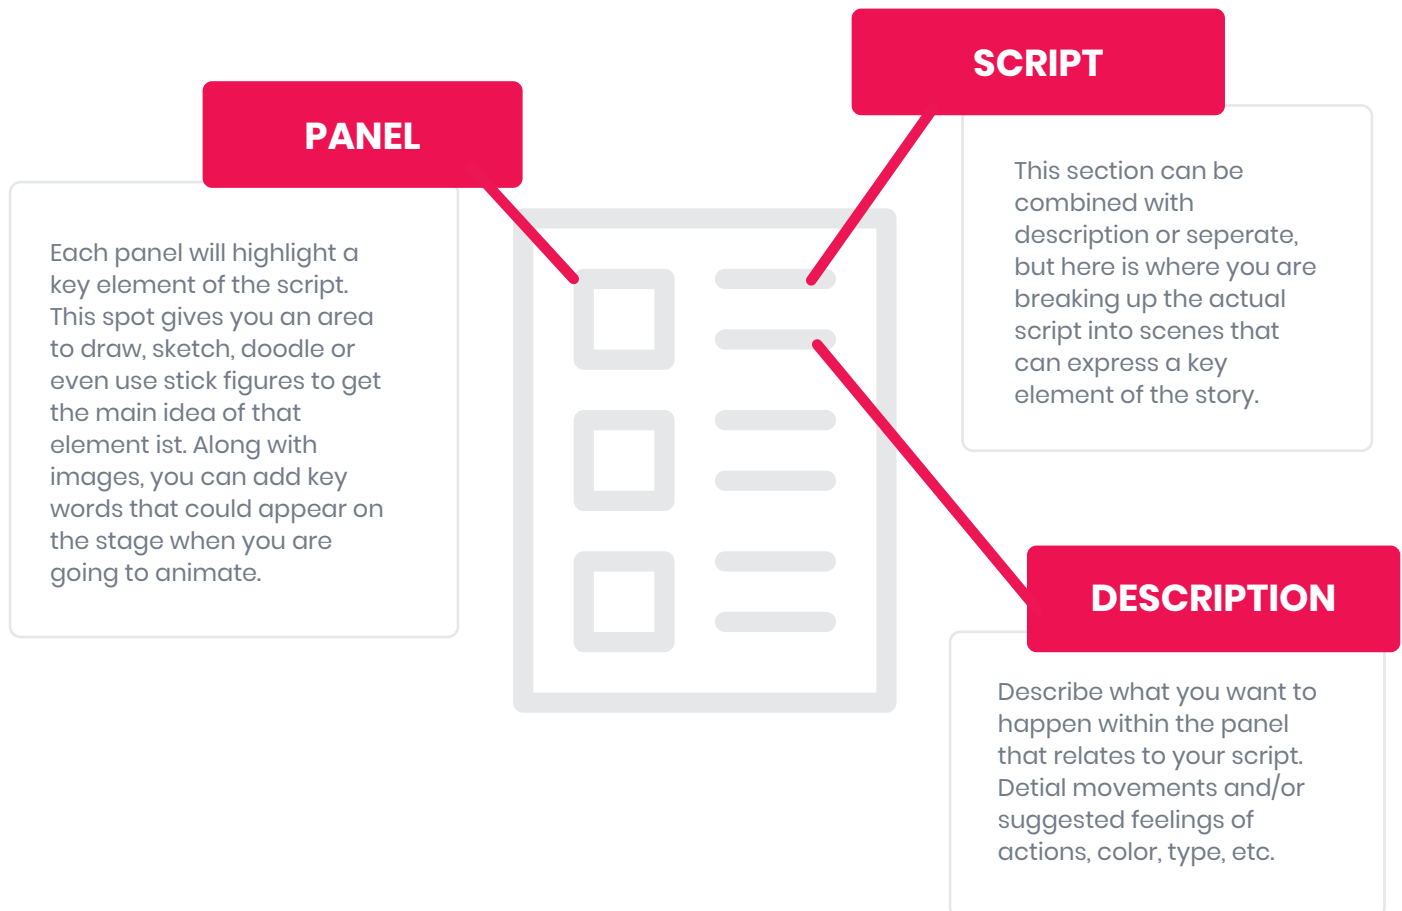 PANEL
Each panel will highlight a
key element of the script.
This spot gives you an area
to draw, sketch, doodle or
even use stick figures to get
the main idea of that
element ist. Along with
images, you can add key
words that could appear on
the stage when you are
going to animate.
SCRIPT
This section can be
combined with
description or seperate,
but here is where you are
breaking up the actual
script into scenes that
can express a key
element of the story.
DESCRIPTION
Describe what you want to
happen within the panel
that relates to your script.
Detial movements and/or
suggested feelings of
actions, color, type, etc.